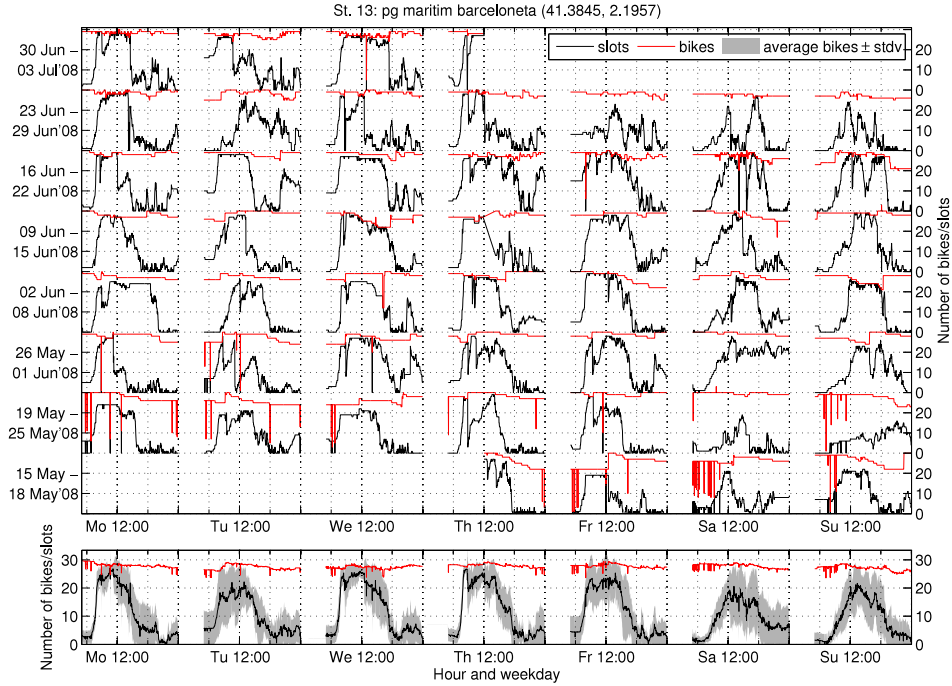 St. 13: pg maritim barceloneta (41.3845, 2.1957)
slots bikes average bikes ± stdv
30 Jun –
03 Jul'08
23 Jun –
29 Jun'08
16 Jun –
22 Jun'08
09 Jun –
15 Jun'08
02 Jun –
08 Jun'08
26 May –
01 Jun'08
19 May –
25 May'08
15 May –
18 May'08
30
20
10
0
20
10
0
20
10
0
20
10
0
20
10
0
20
10
0
20
10
0
20
10
0
Number of bikes/slots
Mo 12:00 Tu 12:00 We 12:00 Th 12:00 Fr 12:00 Sa 12:00 Su 12:00
Number of bikes/slots
30 30
20 20
10 10
0 0
Mo 12:00 Tu 12:00 We 12:00 Th 12:00 Fr 12:00 Sa 12:00 Su 12:00
Hour and weekday